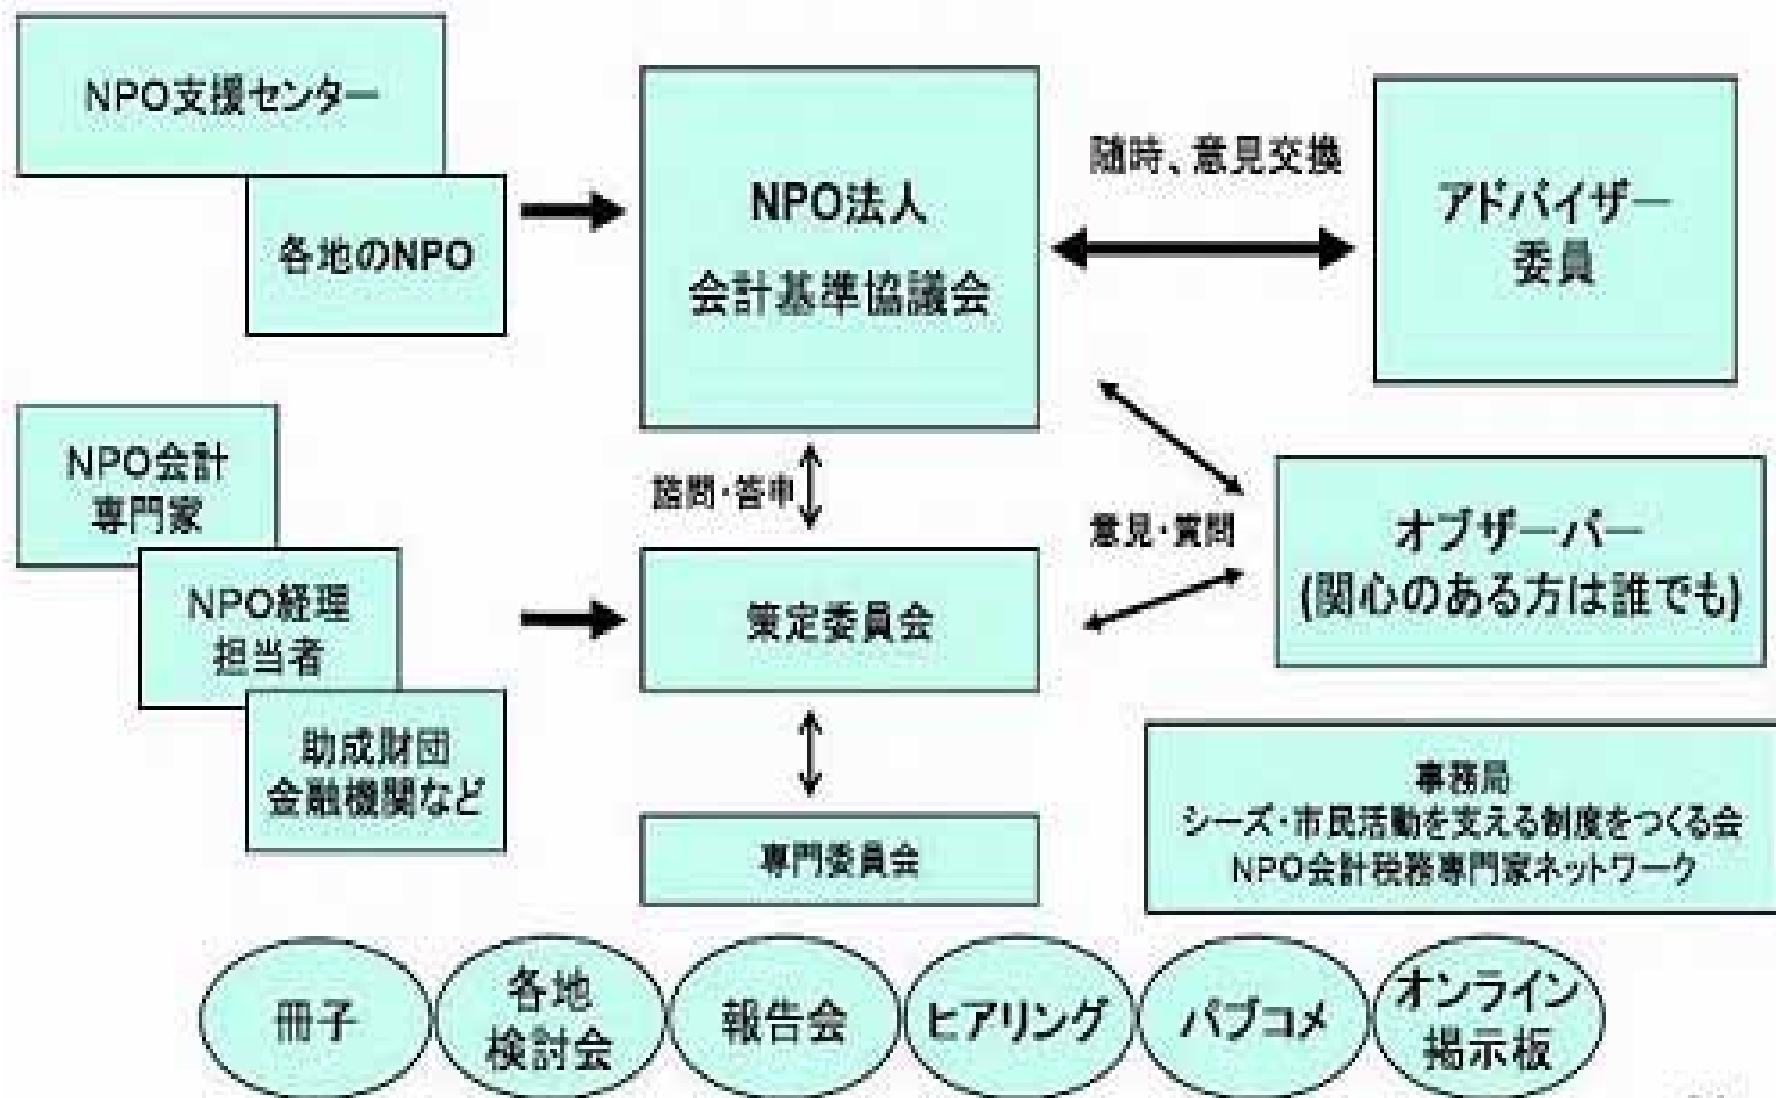 NPO支援センター
各地のNPO
NPO法人
会計基準協議会
随時、意見交換
アドバイザー
委員
NPO会計
専門家
NPO経理
担当者
助成財団
金融機関など
諮問・答申
策定委員会
意見・質問
オブザーバー
(関心のある方は誰でも)
専門委員会
事務局
シーズ・市民活動を支える制度をつくる会
NPO会計税務専門家ネットワーク
冊子
各地
検討会
報告会
ヒアリング
パブコメ
オンライン
掲示板